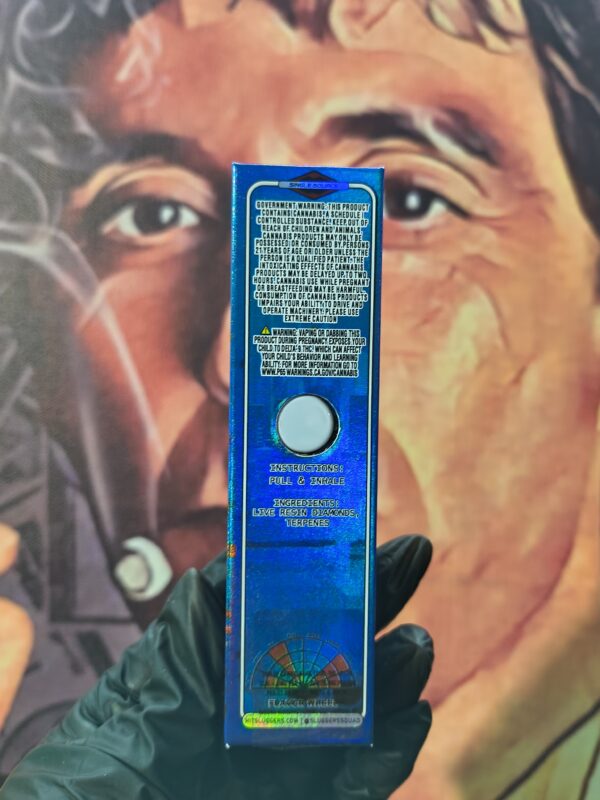 SINGLE SOURCE
GOVERNMENT WARNING: THIS PRODUCT
CONTAINS CANNABIS, A SCHEDULE I
CONTROLLED SUBSTANCE. KEEP OUT OF
REACH OF CHILDREN AND ANIMALS.
CANNABIS PRODUCTS MAY ONLY BE
POSSESSED OR CONSUMED BY PERSONS
21 YEARS OF AGE OR OLDER UNLESS THE
PERSON IS A QUALIFIED PATIENT. THE
INTOXICATING EFFECTS OF CANNABIS
PRODUCTS MAY BE DELAYED UP TO TWO
HOURS. CANNABIS USE WHILE PREGNANT
OR BREASTFEEDING MAY BE HARMFUL.
CONSUMPTION OF CANNABIS PRODUCTS
IMPAIRS YOUR ABILITY TO DRIVE AND
OPERATE MACHINERY. PLEASE USE
EXTREME CAUTION
WARNING: VAPING OR DABBING THIS
PRODUCT DURING PREGNANCY EXPOSES YOUR
CHILD TO DELTA-9 THC, WHICH CAN AFFECT
YOUR CHILD'S BEHAVIOR AND LEARNING
ABILITY. FOR MORE INFORMATION GO TO
WWW.P65WARNINGS.CA.GOV/CANNABIS
INSTRUCTIONS:
PULL & INHALE
INGREDIENTS:
LIVE RESIN DIAMONDS,
TERPENES
FLAVOR WHEEL
HITSLUGGERS.COM | @SLUGGERSSQUAD